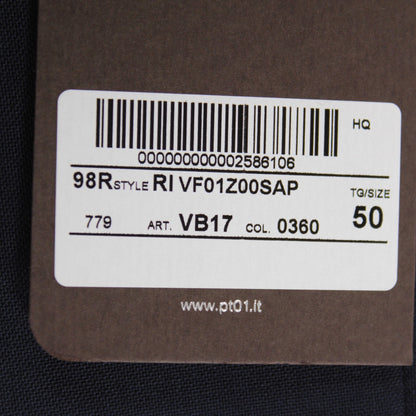 HQ
000000000002586106
98R STYLE RI VF01Z00SAP TG/SIZE
779 ART. VB17 COL. 0360 50
www.pt01.it